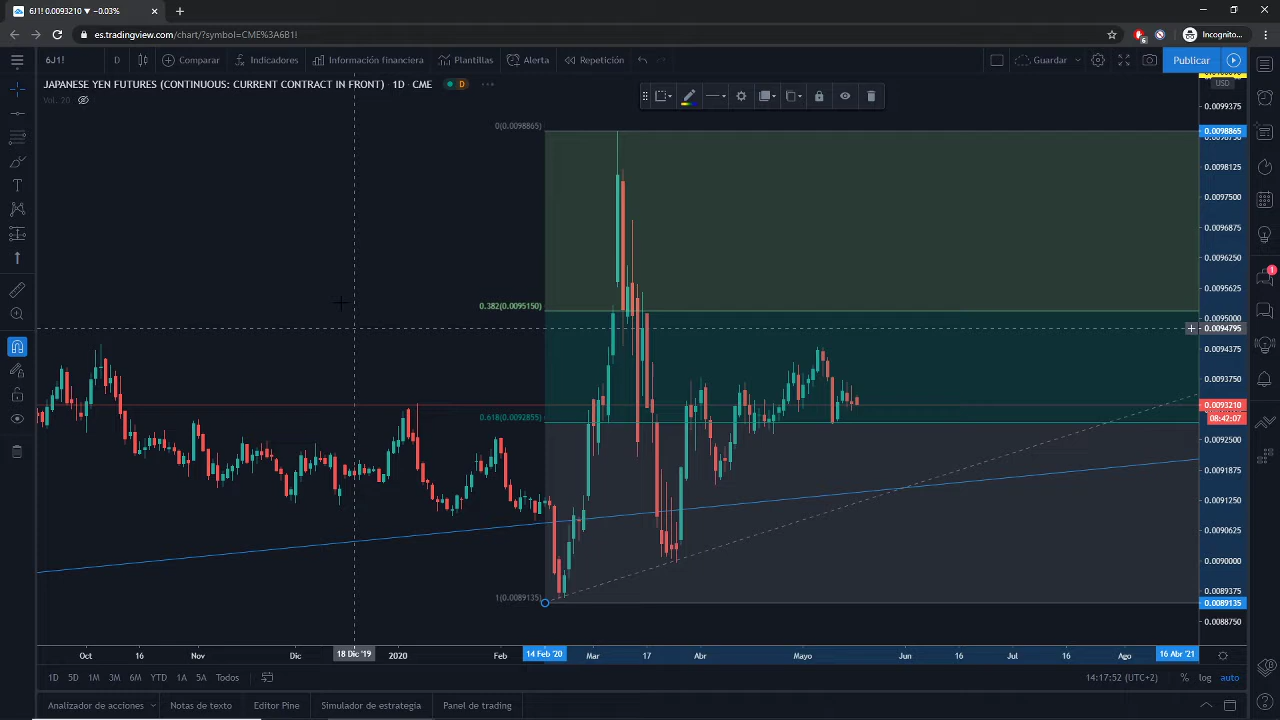 6J1! 0.0093210 ▼ −0.03%
es.tradingview.com/chart/?symbol=CME%3A6B1!
Incognito...
6
6J1!
D
Comparar
Indicadores
Información financiera
Plantillas
Alerta
Repetición
Guardar
Publicar
JAPANESE YEN FUTURES (CONTINUOUS: CURRENT CONTRACT IN FRONT) · 1D · CME
D
Vol. 20
USD
0.0099375
0(0.0098865)
0.0098865
0.0098125
0.0097500
0.0096875
0.0096250
0.0095625
0.382(0.0095150)
0.0095000
0.0094795
0.0094375
0.0093750
0.0093210
08:42:07
0.618(0.0092855)
0.0092500
0.0091875
0.0091250
0.0090625
0.0090000
0.0089375
1(0.0089135)
0.0089135
0.0088750
1
Oct
16
Nov
Dic
18 Dic '19
2020
Feb
14 Feb '20
Mar
17
Abr
Mayo
Jun
16
Jul
16
Ago
16 Abr '21
1D
5D
1M
3M
6M
YTD
1A
5A
Todos
14:17:52 (UTC+2)
%
log
auto
Analizador de acciones
Notas de texto
Editor Pine
Simulador de estrategia
Panel de trading